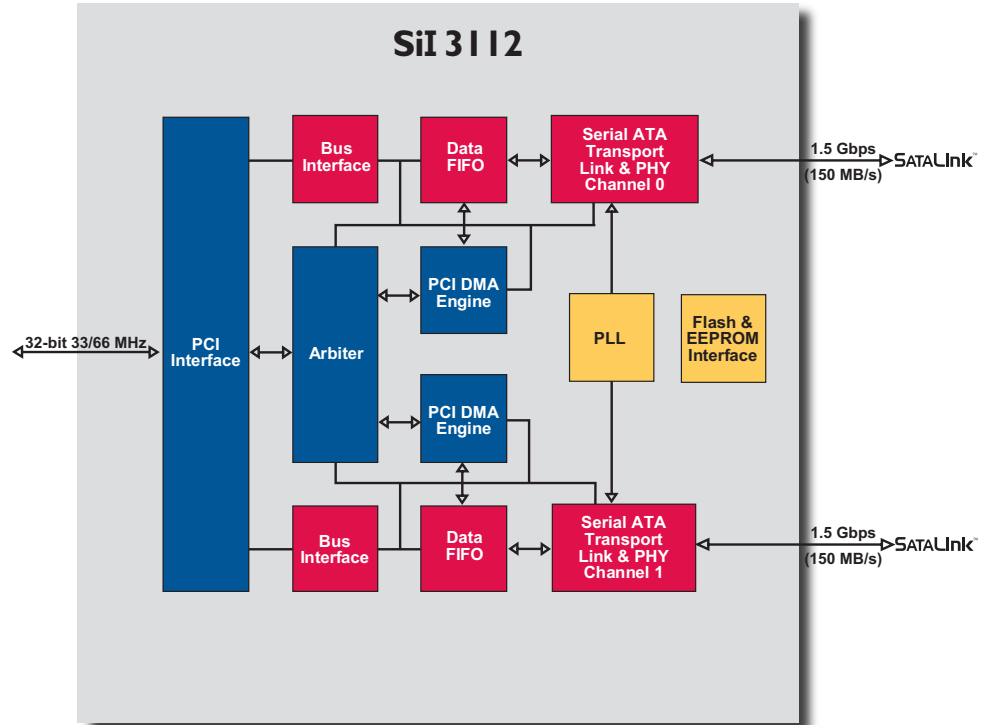 SiI 3112
Bus
Interface
Data
FIFO
Serial ATA
Transport
Link & PHY
Channel 0
1.5 Gbps
(150 MB/s)
SATALink™
32-bit 33/66 MHz
PCI
Interface
Arbiter
PCI DMA
Engine
PLL
Flash &
EEPROM
Interface
PCI DMA
Engine
Bus
Interface
Data
FIFO
Serial ATA
Transport
Link & PHY
Channel 1
1.5 Gbps
(150 MB/s)
SATALink™